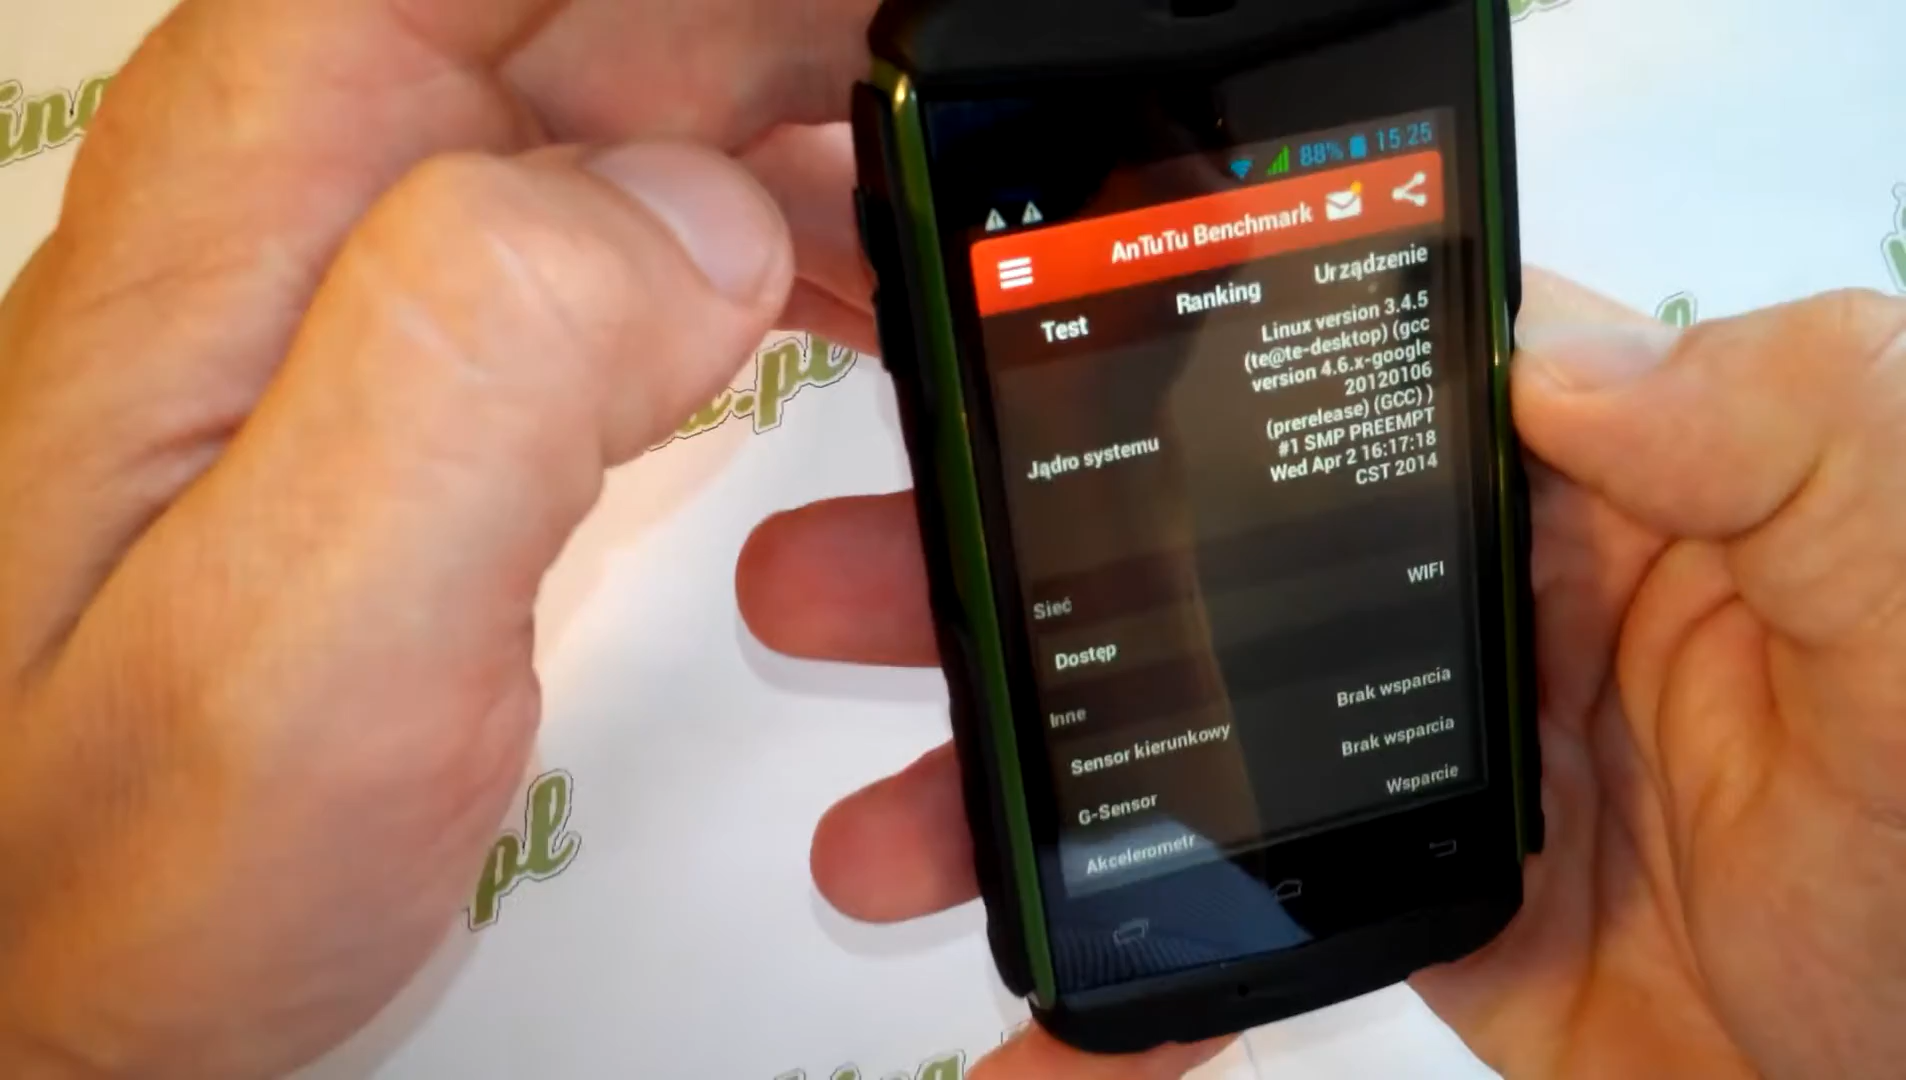 88% 15:25
AnTuTu Benchmark
Test Ranking Urządzenie
Jądro systemu
Linux version 3.4.5
(te@te-desktop) (gcc
version 4.6.x-google
20120106
(prerelease) (GCC) )
#1 SMP PREEMPT
Wed Apr 2 16:17:18
CST 2014
Sieć
Dostęp WIFI
Inne
Sensor kierunkowy Brak wsparcia
G-Sensor Brak wsparcia
Akcelerometr Wsparcie
.pl
pl